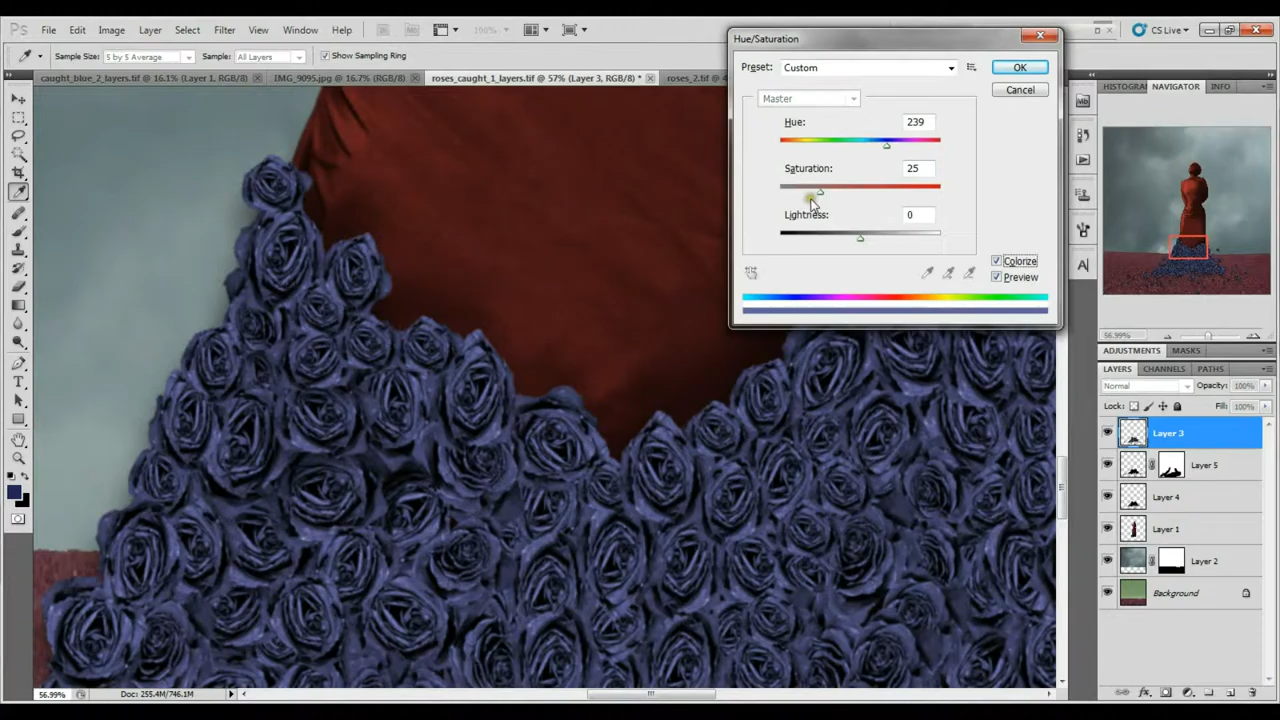 Ps File Edit Image Layer Select Filter View Window Help 100% CS Live
Sample Size: 5 by 5 Average Sample: All Layers Show Sampling Ring
caught_blue_2_layers.tif @ 16.1% (Layer 1, RGB/8) IMG_9095.jpg @ 16.7% (RGB/8) roses_caught_1_layers.tif @ 57% (Layer 3, RGB/8) * roses_2.tif @
Hue/Saturation
Preset: Custom OK
Cancel
Master
Hue: 239
Saturation: 25
Lightness: 0
Colorize
Preview
HISTOGRAI NAVIGATOR INFO
56.99%
ADJUSTMENTS MASKS
LAYERS CHANNELS PATHS
Normal Opacity: 100%
Lock: Fill: 100%
Layer 3
Layer 5
Layer 4
Layer 1
Layer 2
Background
56.99% Doc: 255.4M/746.1M